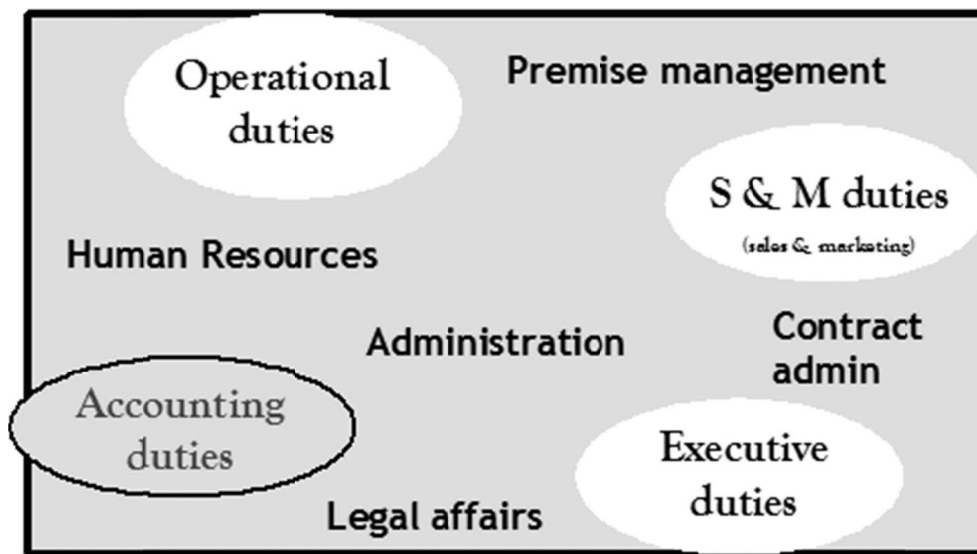 Operational
duties
Premise management
S & M duties
(sales & marketing)
Human Resources
Administration
Contract
admin
Accounting
duties
Executive
duties
Legal affairs